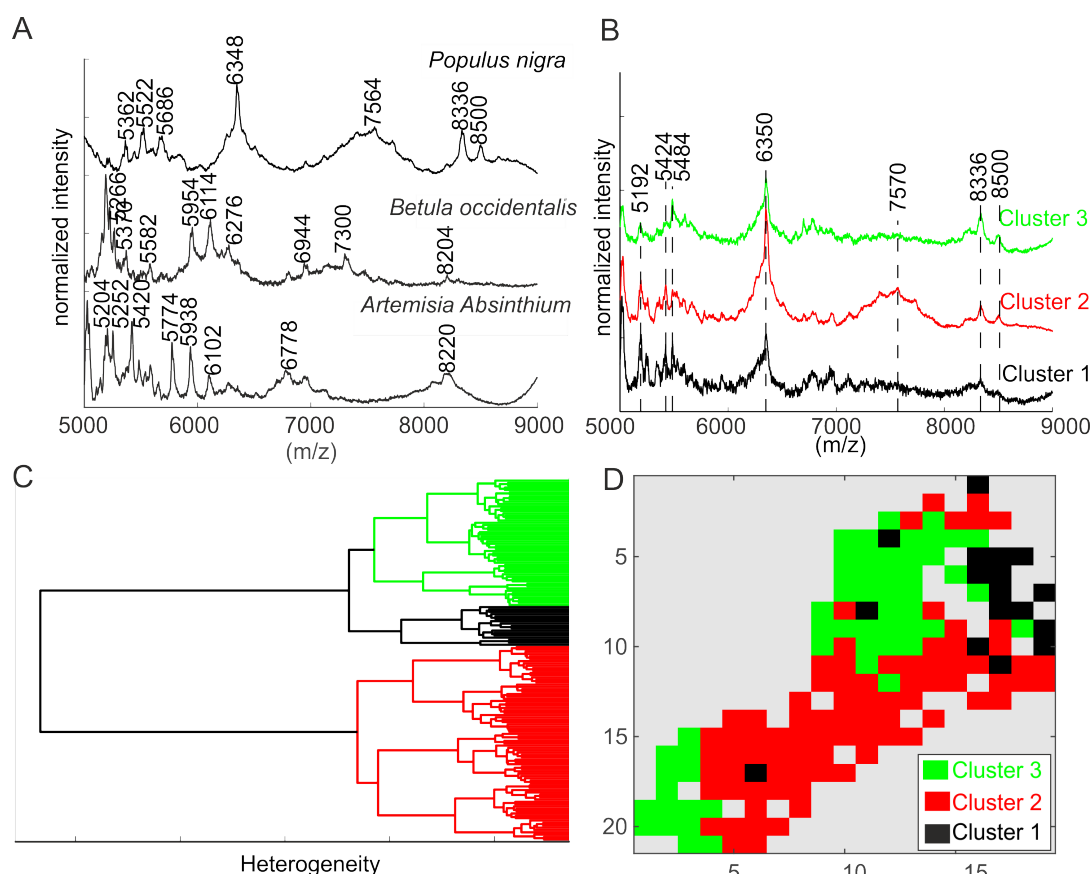 A
normalized intensity
Populus nigra
5362
5522
5686
6348
7564
8336
8500
Betula occidentalis
5266
5370
5582
5954
6114
6276
6944
7300
8204
Artemisia Absinthium
5204
5252
5420
5774
5938
6102
6778
8220
5000 6000 7000 8000 9000
(m/z)
B
normalized intensity
5192
5424
5484
6350
7570
8336
8500
Cluster 3
Cluster 2
Cluster 1
5000 6000 7000 8000 9000
(m/z)
C
Heterogeneity
D
5
10
15
20
Cluster 3
Cluster 2
Cluster 1
5 10 15